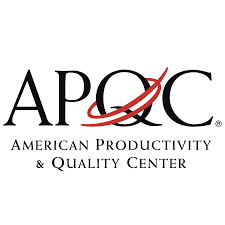 APQC®
AMERICAN PRODUCTIVITY
& QUALITY CENTER